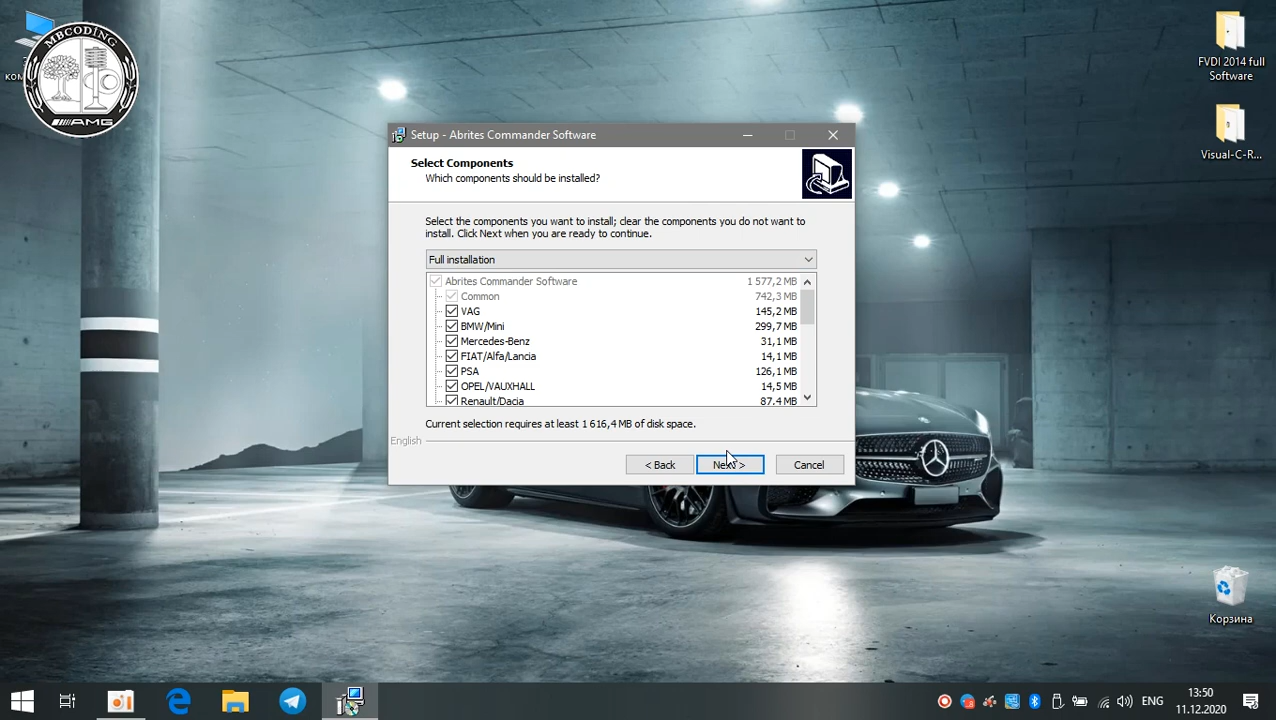 MBCODING
AMG
FVDI 2014 full
Software
Visual-C-R...
Setup - Abrites Commander Software
Select Components
Which components should be installed?
Select the components you want to install; clear the components you do not want to
install. Click Next when you are ready to continue.
Full installation
Abrites Commander Software 1 577,2 MB
Common 742,3 MB
VAG 145,2 MB
BMW/Mini 299,7 MB
Mercedes-Benz 31,1 MB
FIAT/Alfa/Lancia 14,1 MB
PSA 126,1 MB
OPEL/VAUXHALL 14,5 MB
Renault/Dacia 87,4 MB
Current selection requires at least 1 616,4 MB of disk space.
English
< Back
Next >
Cancel
Корзина
ENG
13:50
11.12.2020